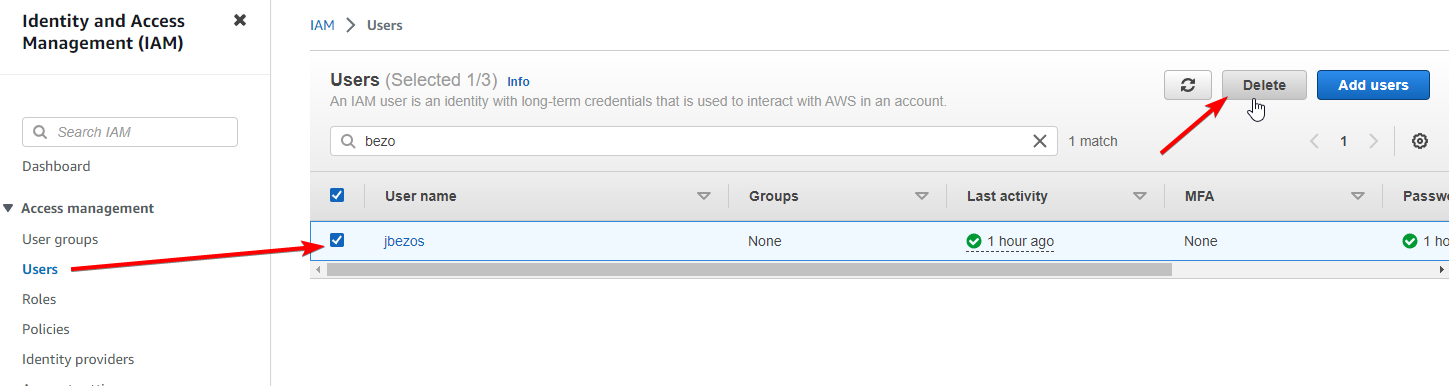 Identity and Access
Management (IAM)
Search IAM
Dashboard
Access management
User groups
Users
Roles
Policies
Identity providers
IAM > Users
Users (Selected 1/3) Info
An IAM user is an identity with long-term credentials that is used to interact with AWS in an account.
Delete
Add users
bezo
1 match
1
User name Groups Last activity MFA Passwo
jbezos None 1 hour ago None 1 ho